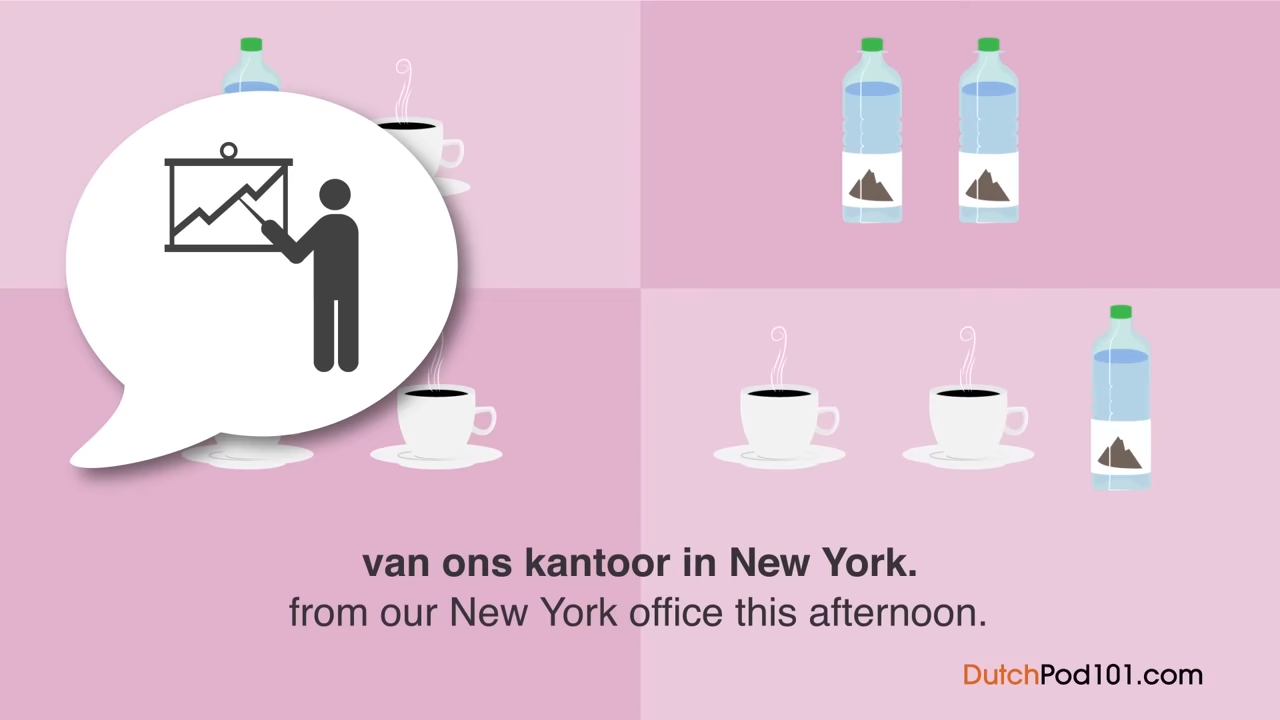 van ons kantoor in New York.
from our New York office this afternoon.
DutchPod101.com